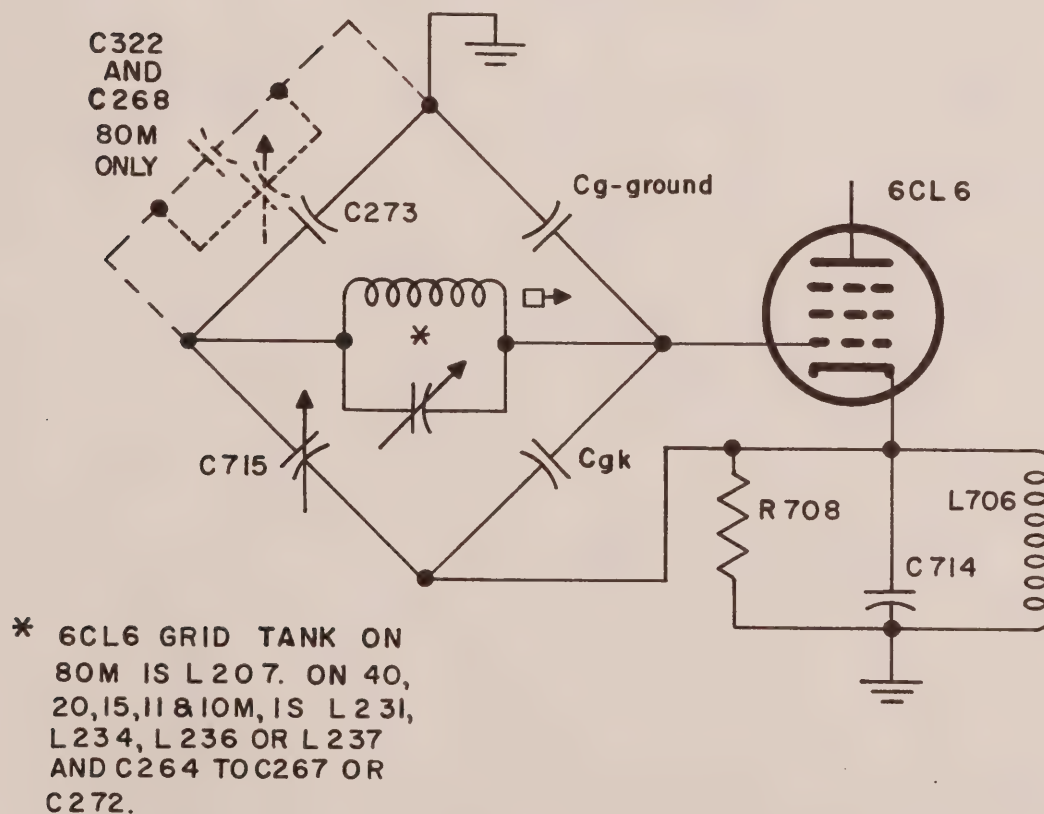 C322
AND
C268
80M
ONLY
C273
Cg-ground
6CL6
*
C715
Cgk
R708
L706
C714
* 6CL6 GRID TANK ON
80M IS L207. ON 40,
20,15,11&10M, IS L231,
L234, L236 OR L237
AND C264 TO C267 OR
C272.